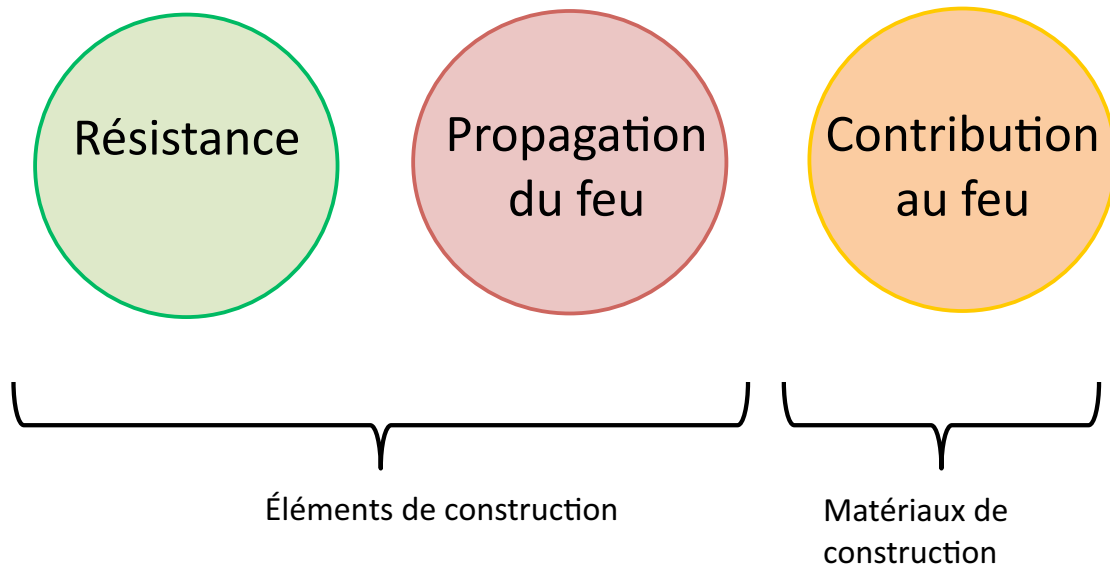 Résistance
Propagation
du feu
Contribution
au feu
Éléments de construction
Matériaux de
construction